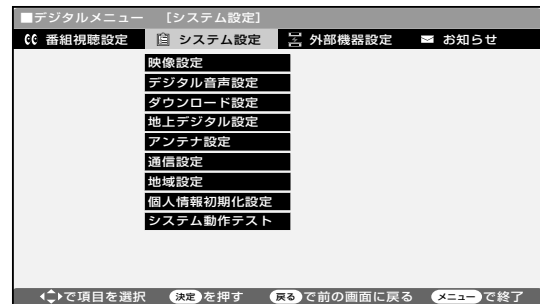 ■デジタルメニュー [システム設定]
番組視聴設定 システム設定 外部機器設定 お知らせ
映像設定
デジタル音声設定
ダウンロード設定
地上デジタル設定
アンテナ設定
通信設定
地域設定
個人情報初期化設定
システム動作テスト
で項目を選択 決定を押す 戻るで前の画面に戻る メニューで終了